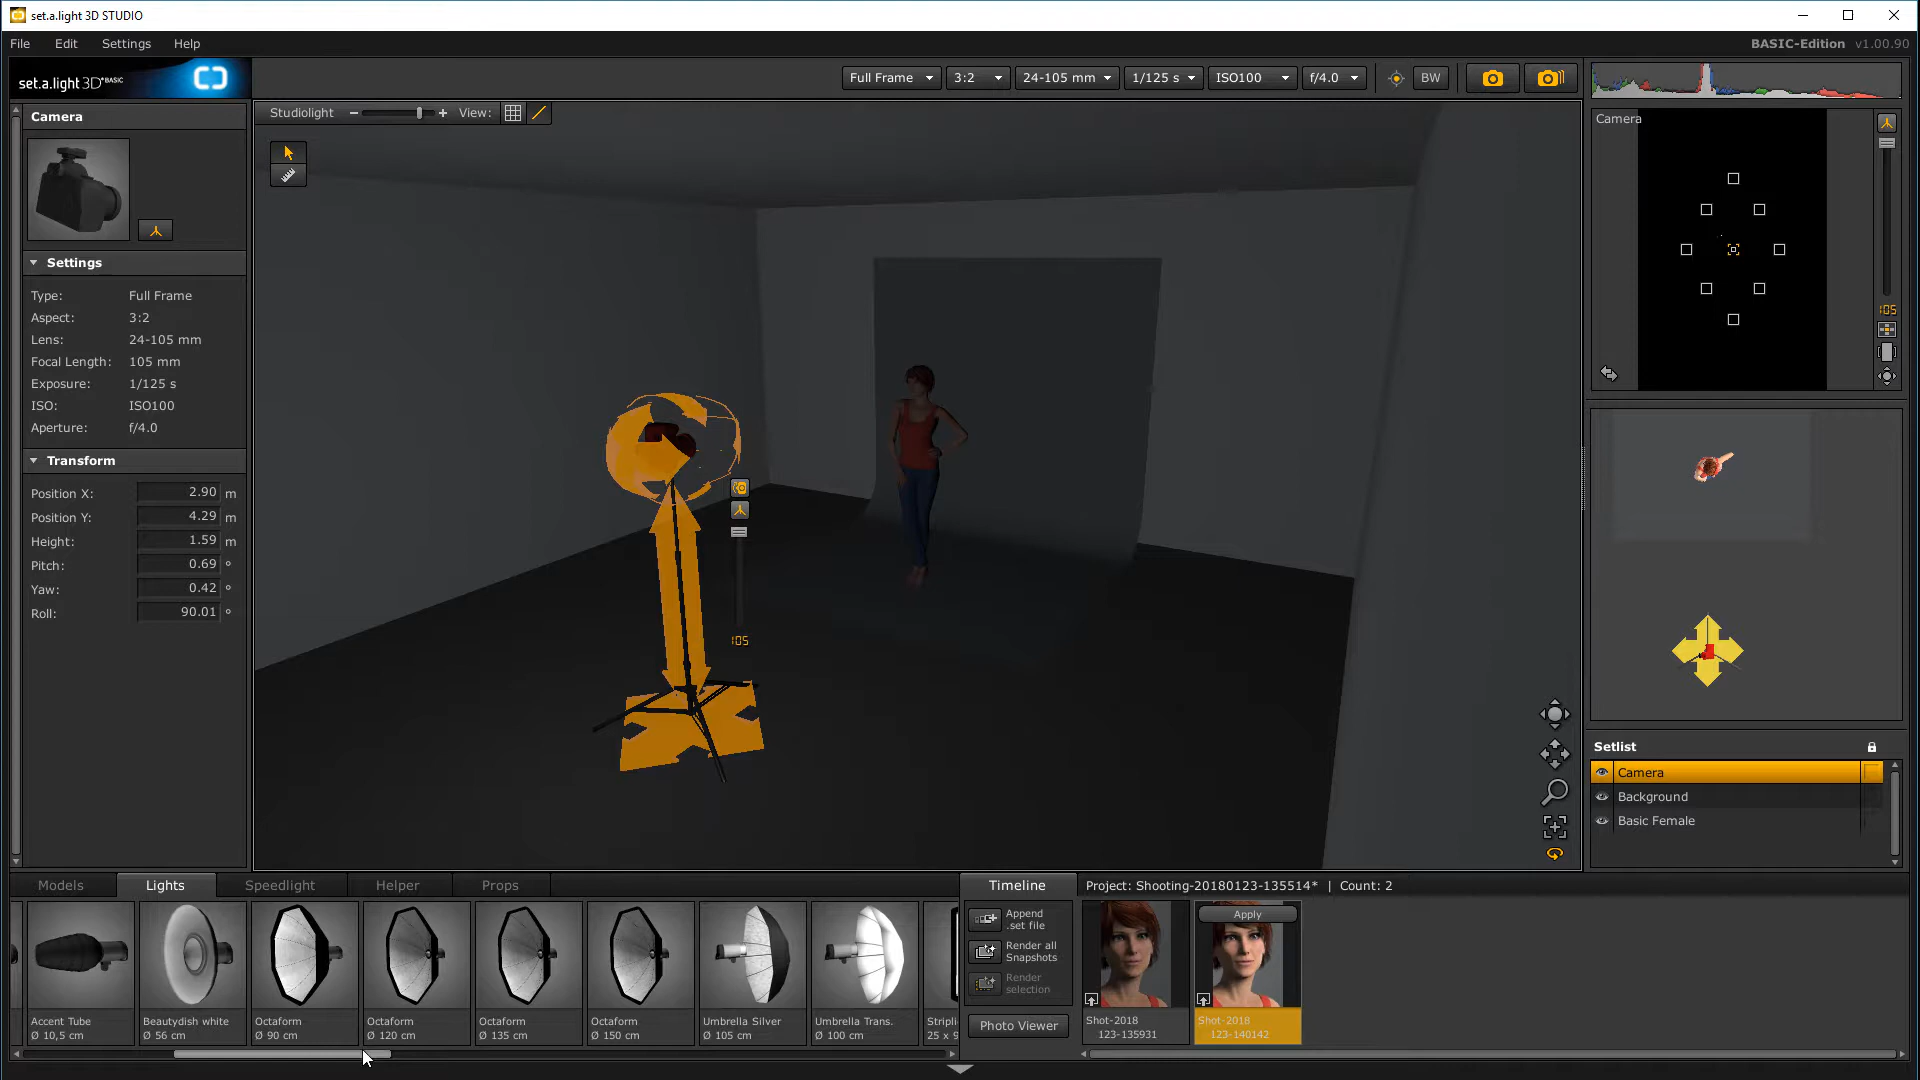 set.a.light 3D STUDIO
File Edit Settings Help
BASIC-Edition v1.00.90
set.a.light 3D BASIC
Full Frame 3:2 24-105 mm 1/125 s ISO100 f/4.0 BW
Studiolight View:
Camera
Settings
Type: Full Frame
Aspect: 3:2
Lens: 24-105 mm
Focal Length: 105 mm
Exposure: 1/125 s
ISO: ISO100
Aperture: f/4.0
Transform
Position X: 2.90 m
Position Y: 4.29 m
Height: 1.59 m
Pitch: 0.69 °
Yaw: 0.42 °
Roll: 90.01 °
105
Camera
105
Setlist
Camera
Background
Basic Female
Models Lights Speedlight Helper Props
Accent Tube
Ø 10,5 cm
Beautydish white
Ø 56 cm
Octaform
Ø 90 cm
Octaform
Ø 120 cm
Octaform
Ø 135 cm
Octaform
Ø 150 cm
Umbrella Silver
Ø 105 cm
Umbrella Trans.
Ø 100 cm
Stripli
25 x 9
Timeline Project: Shooting-20180123-135514* | Count: 2
Append
.set file
Render all
Snapshots
Render
selection
Photo Viewer
Shot-2018
123-135931
Apply
Shot-2018
123-140142